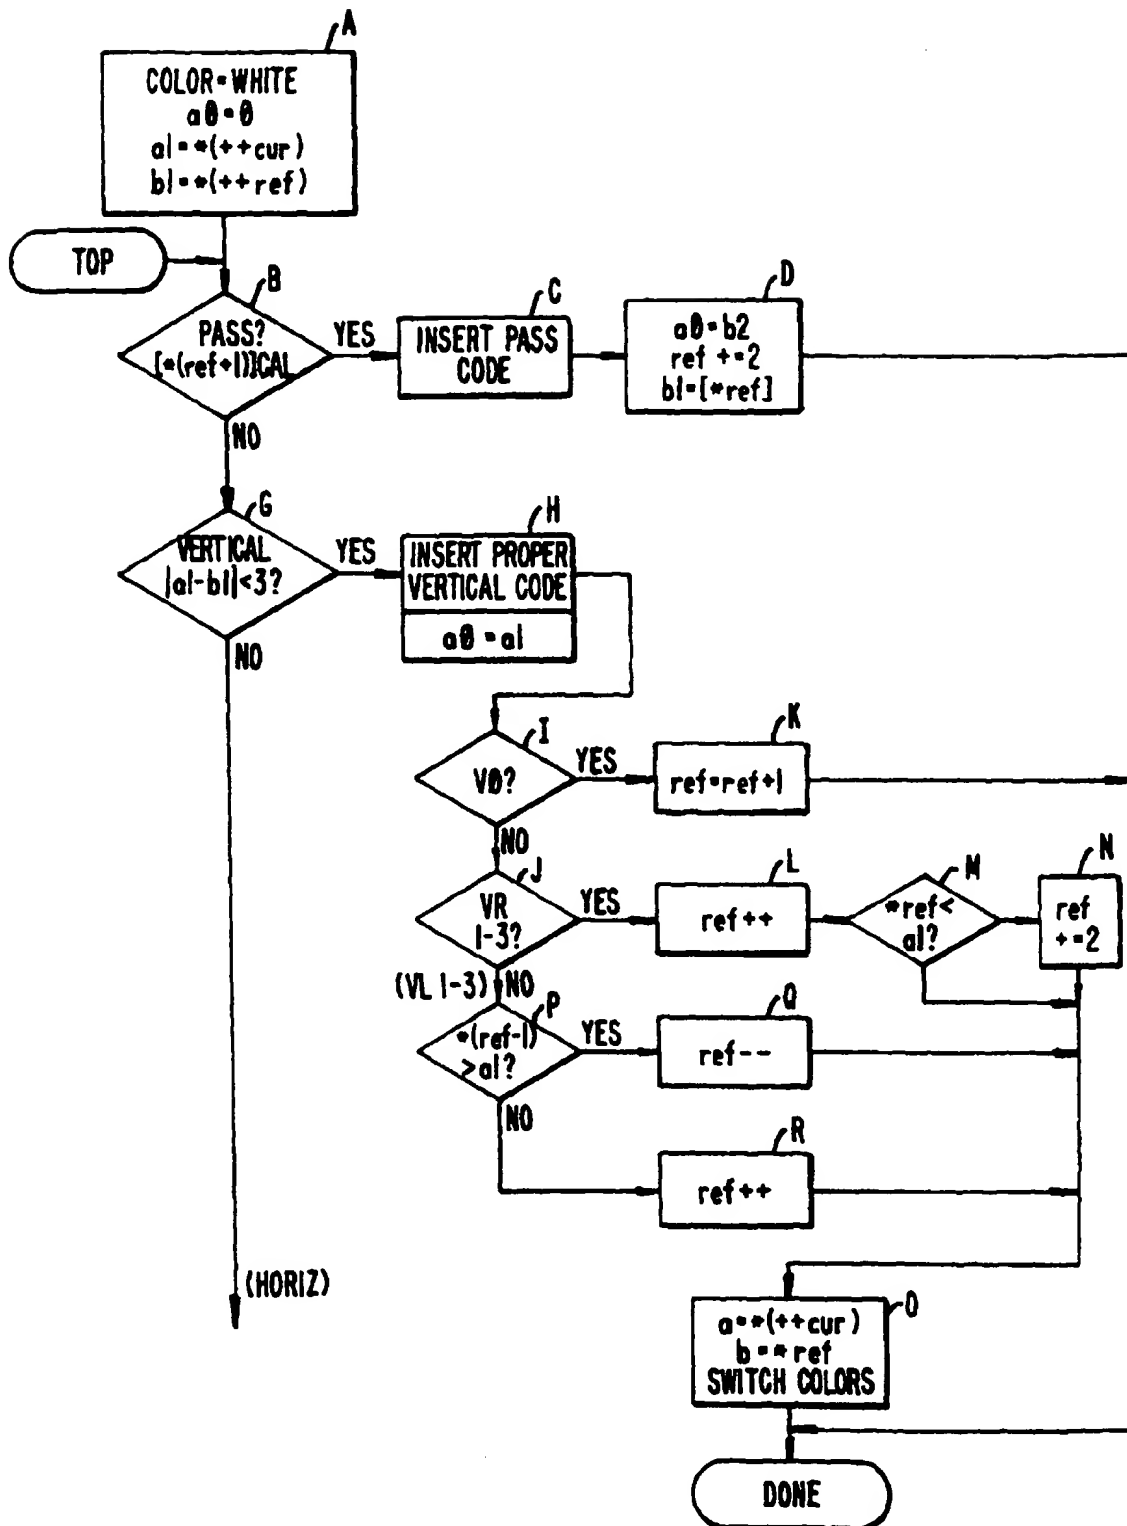 A
COLOR=WHITE
a0=0
a1=*(++cur)
b1=*(++ref)
TOP
B
PASS?
[*(ref+1)]CAL
YES
NO
C
INSERT PASS
CODE
D
a0=b2
ref +=2
b1=[*ref]
G
VERTICAL
|a1-b1|<3?
YES
NO
H
INSERT PROPER
VERTICAL CODE
a0=a1
I
V0?
YES
NO
K
ref=ref+1
J
VR
1-3?
YES
(VL 1-3) NO
L
ref++
M
*ref<
a1?
N
ref
+=2
P
*(ref-1)
>a1?
YES
NO
Q
ref--
R
ref++
(HORIZ)
O
a=*(++cur)
b=*ref
SWITCH COLORS
DONE